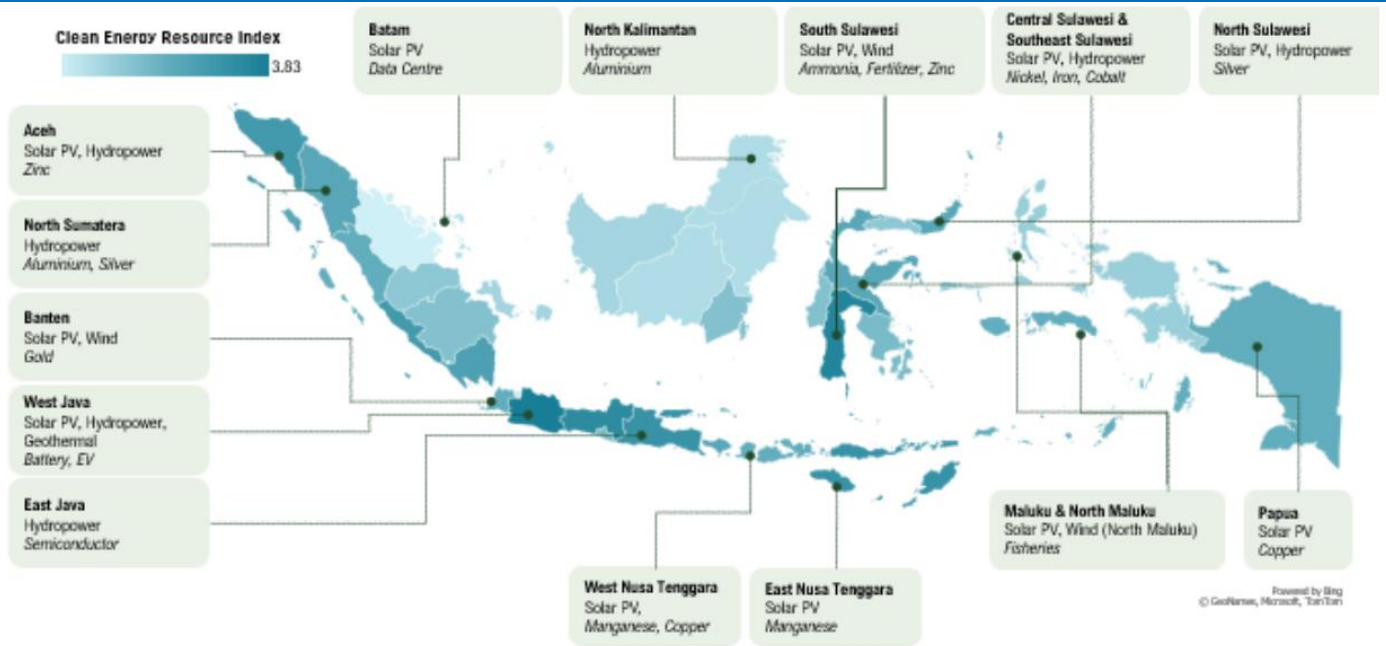 Clean Energy Resource Index
3.83
Batam
Solar PV
Data Centre
North Kalimantan
Hydropower
Aluminium
South Sulawesi
Solar PV, Wind
Ammonia, Fertilizer, Zinc
Central Sulawesi &
Southeast Sulawesi
Solar PV, Hydropower
Nickel, Iron, Cobalt
North Sulawesi
Solar PV, Hydropower
Silver
Aceh
Solar PV, Hydropower
Zinc
North Sumatera
Hydropower
Aluminium, Silver
Banten
Solar PV, Wind
Gold
West Java
Solar PV, Hydropower,
Geothermal
Battery, EV
East Java
Hydropower
Semiconductor
West Nusa Tenggara
Solar PV,
Manganese, Copper
East Nusa Tenggara
Solar PV
Manganese
Maluku & North Maluku
Solar PV, Wind (North Maluku)
Fisheries
Papua
Solar PV
Copper
Powered by Bing
© GeoNames, Microsoft, TomTom